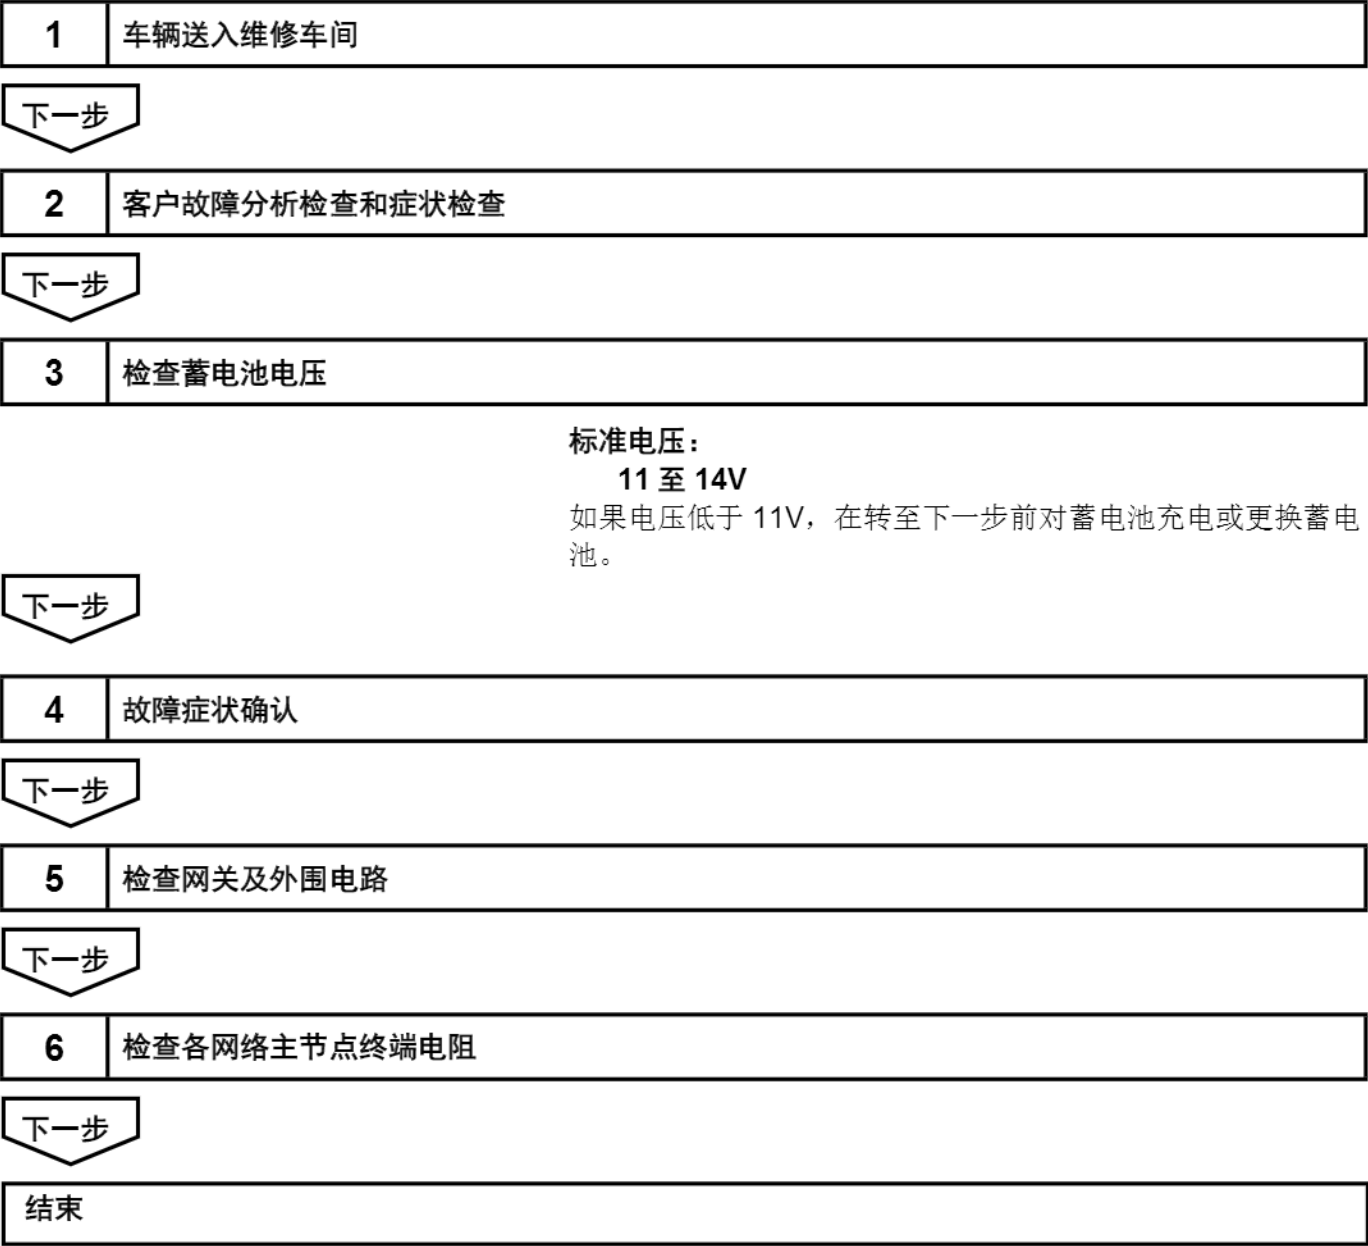 1 车辆送入维修车间
下一步
2 客户故障分析检查和症状检查
下一步
3 检查蓄电池电压
标准电压：
11 至 14V
如果电压低于 11V，在转至下一步前对蓄电池充电或更换蓄电
池。
下一步
4 故障症状确认
下一步
5 检查网关及外围电路
下一步
6 检查各网络主节点终端电阻
下一步
结束